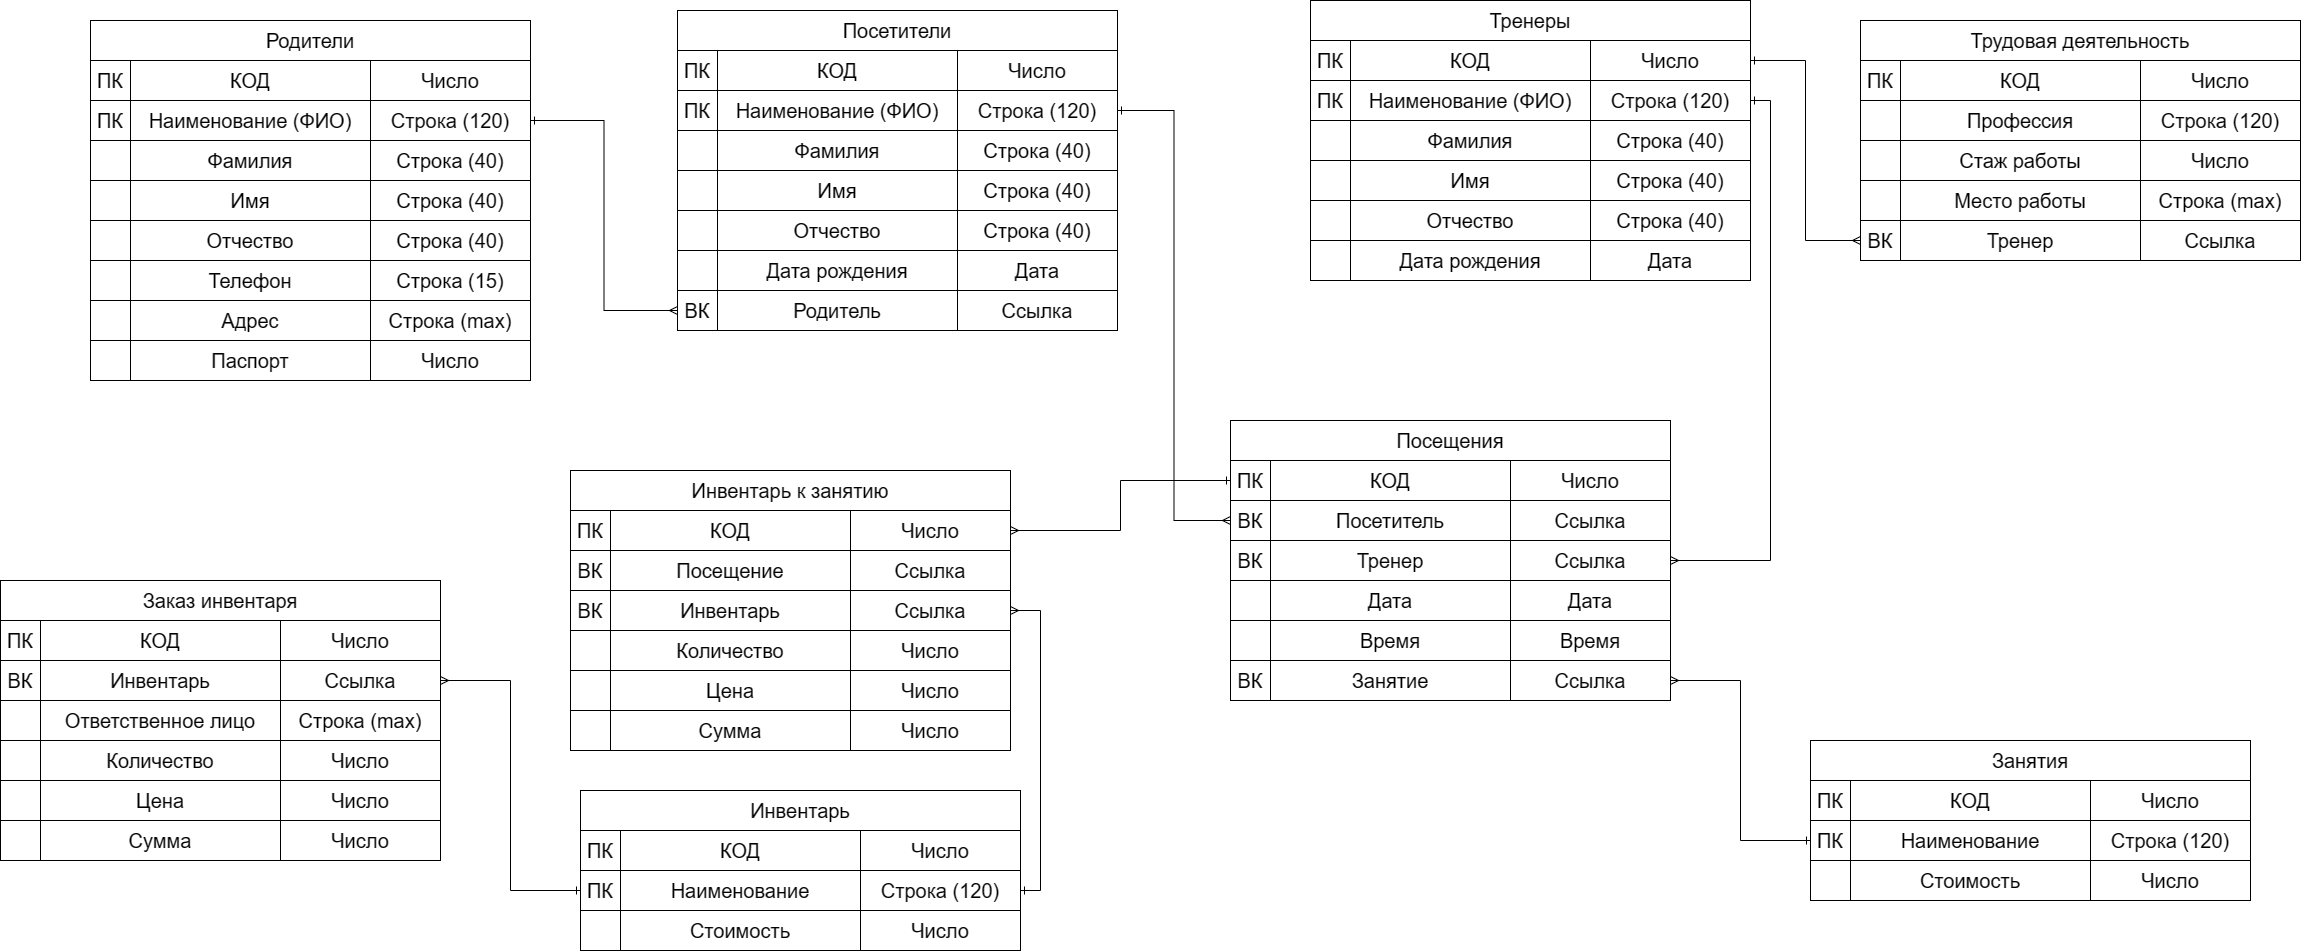 Родители
ПК КОД Число
ПК Наименование (ФИО) Строка (120)
Фамилия Строка (40)
Имя Строка (40)
Отчество Строка (40)
Телефон Строка (15)
Адрес Строка (max)
Паспорт Число
Посетители
ПК КОД Число
ПК Наименование (ФИО) Строка (120)
Фамилия Строка (40)
Имя Строка (40)
Отчество Строка (40)
Дата рождения Дата
ВК Родитель Ссылка
Тренеры
ПК КОД Число
ПК Наименование (ФИО) Строка (120)
Фамилия Строка (40)
Имя Строка (40)
Отчество Строка (40)
Дата рождения Дата
Трудовая деятельность
ПК КОД Число
Профессия Строка (120)
Стаж работы Число
Место работы Строка (max)
ВК Тренер Ссылка
Заказ инвентаря
ПК КОД Число
ВК Инвентарь Ссылка
Ответственное лицо Строка (max)
Количество Число
Цена Число
Сумма Число
Инвентарь к занятию
ПК КОД Число
ВК Посещение Ссылка
ВК Инвентарь Ссылка
Количество Число
Цена Число
Сумма Число
Инвентарь
ПК КОД Число
ПК Наименование Строка (120)
Стоимость Число
Посещения
ПК КОД Число
ВК Посетитель Ссылка
ВК Тренер Ссылка
Дата Дата
Время Время
ВК Занятие Ссылка
Занятия
ПК КОД Число
ПК Наименование Строка (120)
Стоимость Число